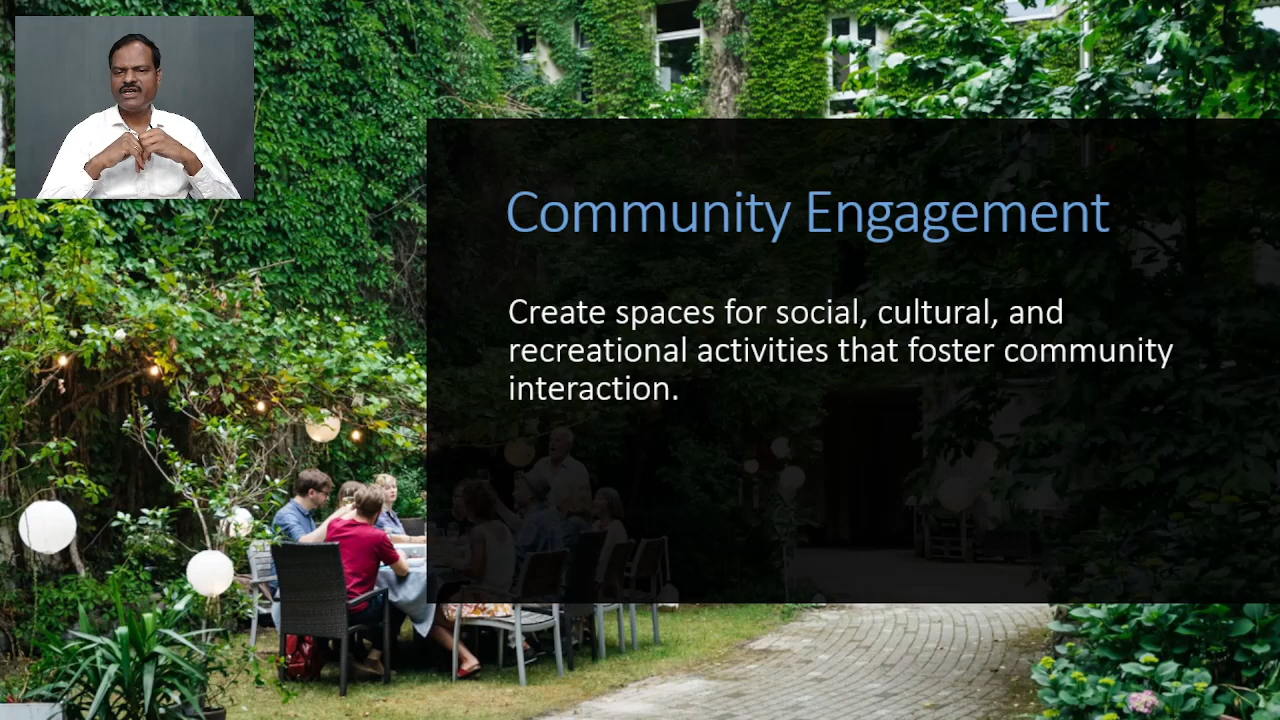 Community Engagement
Create spaces for social, cultural, and
recreational activities that foster community
interaction.